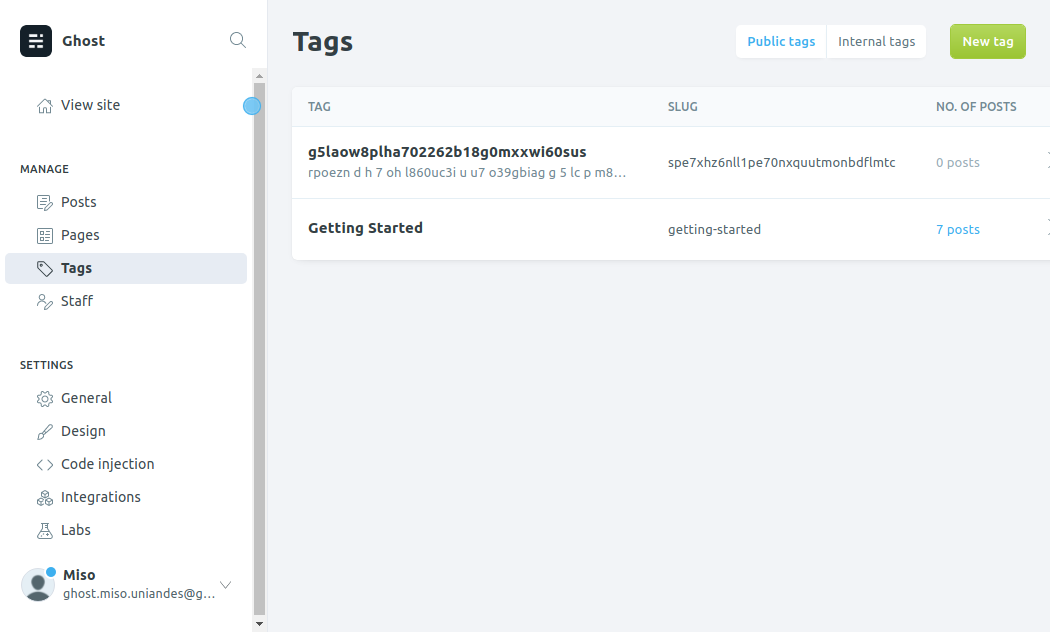 Ghost
View site
MANAGE
Posts
Pages
Tags
Staff
SETTINGS
General
Design
Code injection
Integrations
Labs
Miso
ghost.miso.uniandes@g...
Tags
Public tags
Internal tags
New tag
TAG SLUG NO. OF POSTS
g5laow8plha702262b18g0mxxwi60sus
rpoezn d h 7 oh l860uc3i u u7 o39gbiag g 5 lc p m8...
spe7xhz6nll1pe70nxquutmonbdflmtc
0 posts
Getting Started
getting-started
7 posts